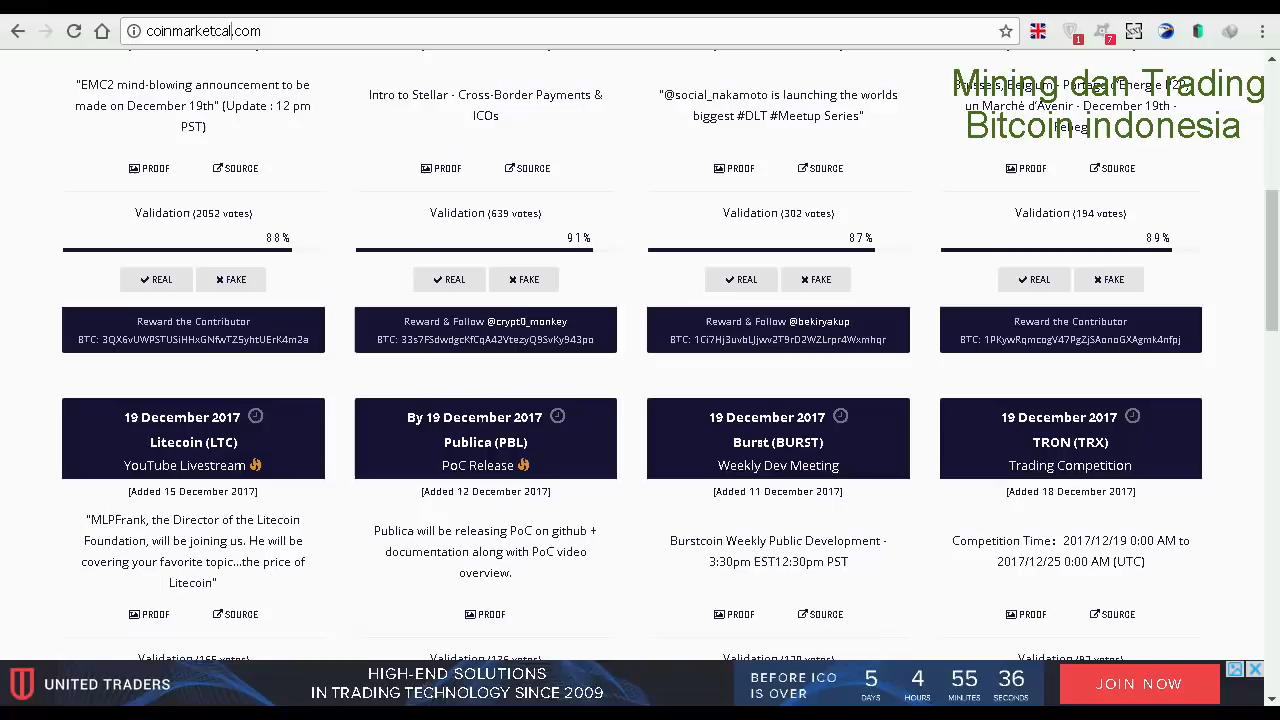 coinmarketcal.com
1
7
Mining dan Trading
Bitcoin indonesia
"EMC2 mind-blowing announcement to be
made on December 19th" (Update : 12 pm
PST)
PROOF SOURCE
Validation (2052 votes)
88%
REAL FAKE
Reward the Contributor
BTC: 3QX6vUWPSTUSiHHxGNfwTZ5yhtUErK4m2a
Intro to Stellar - Cross-Border Payments &
ICOs
PROOF SOURCE
Validation (639 votes)
91%
REAL FAKE
Reward & Follow @crypt0_monkey
BTC: 33s7FSdwdgcKfCqA42VtezyQ9SvKy943po
"@social_nakamoto is launching the worlds
biggest #DLT #Meetup Series"
PROOF SOURCE
Validation (302 votes)
87%
REAL FAKE
Reward & Follow @bekiryakup
BTC: 1Ci7Hj3uvbLJjwv2T9rD2WZLrpr4Wxmhqr
un Marché d'Avenir - December 19th -
PROOF SOURCE
Validation (194 votes)
89%
REAL FAKE
Reward the Contributor
BTC: 1PKywRqmcogV47PgZjSAonoGXAgmk4nfpj
19 December 2017
Litecoin (LTC)
YouTube Livestream
[Added 15 December 2017]
"MLPFrank, the Director of the Litecoin
Foundation, will be joining us. He will be
covering your favorite topic...the price of
Litecoin"
PROOF SOURCE
By 19 December 2017
Publica (PBL)
PoC Release
[Added 12 December 2017]
Publica will be releasing PoC on github +
documentation along with PoC video
overview.
PROOF
19 December 2017
Burst (BURST)
Weekly Dev Meeting
[Added 11 December 2017]
Burstcoin Weekly Public Development -
3:30pm EST12:30pm PST
PROOF SOURCE
19 December 2017
TRON (TRX)
Trading Competition
[Added 18 December 2017]
Competition Time：2017/12/19 0:00 AM to
2017/12/25 0:00 AM (UTC)
PROOF SOURCE
UNITED TRADERS
HIGH-END SOLUTIONS
IN TRADING TECHNOLOGY SINCE 2009
BEFORE ICO
IS OVER
5 4 55 36
DAYS HOURS MINUTES SECONDS
JOIN NOW